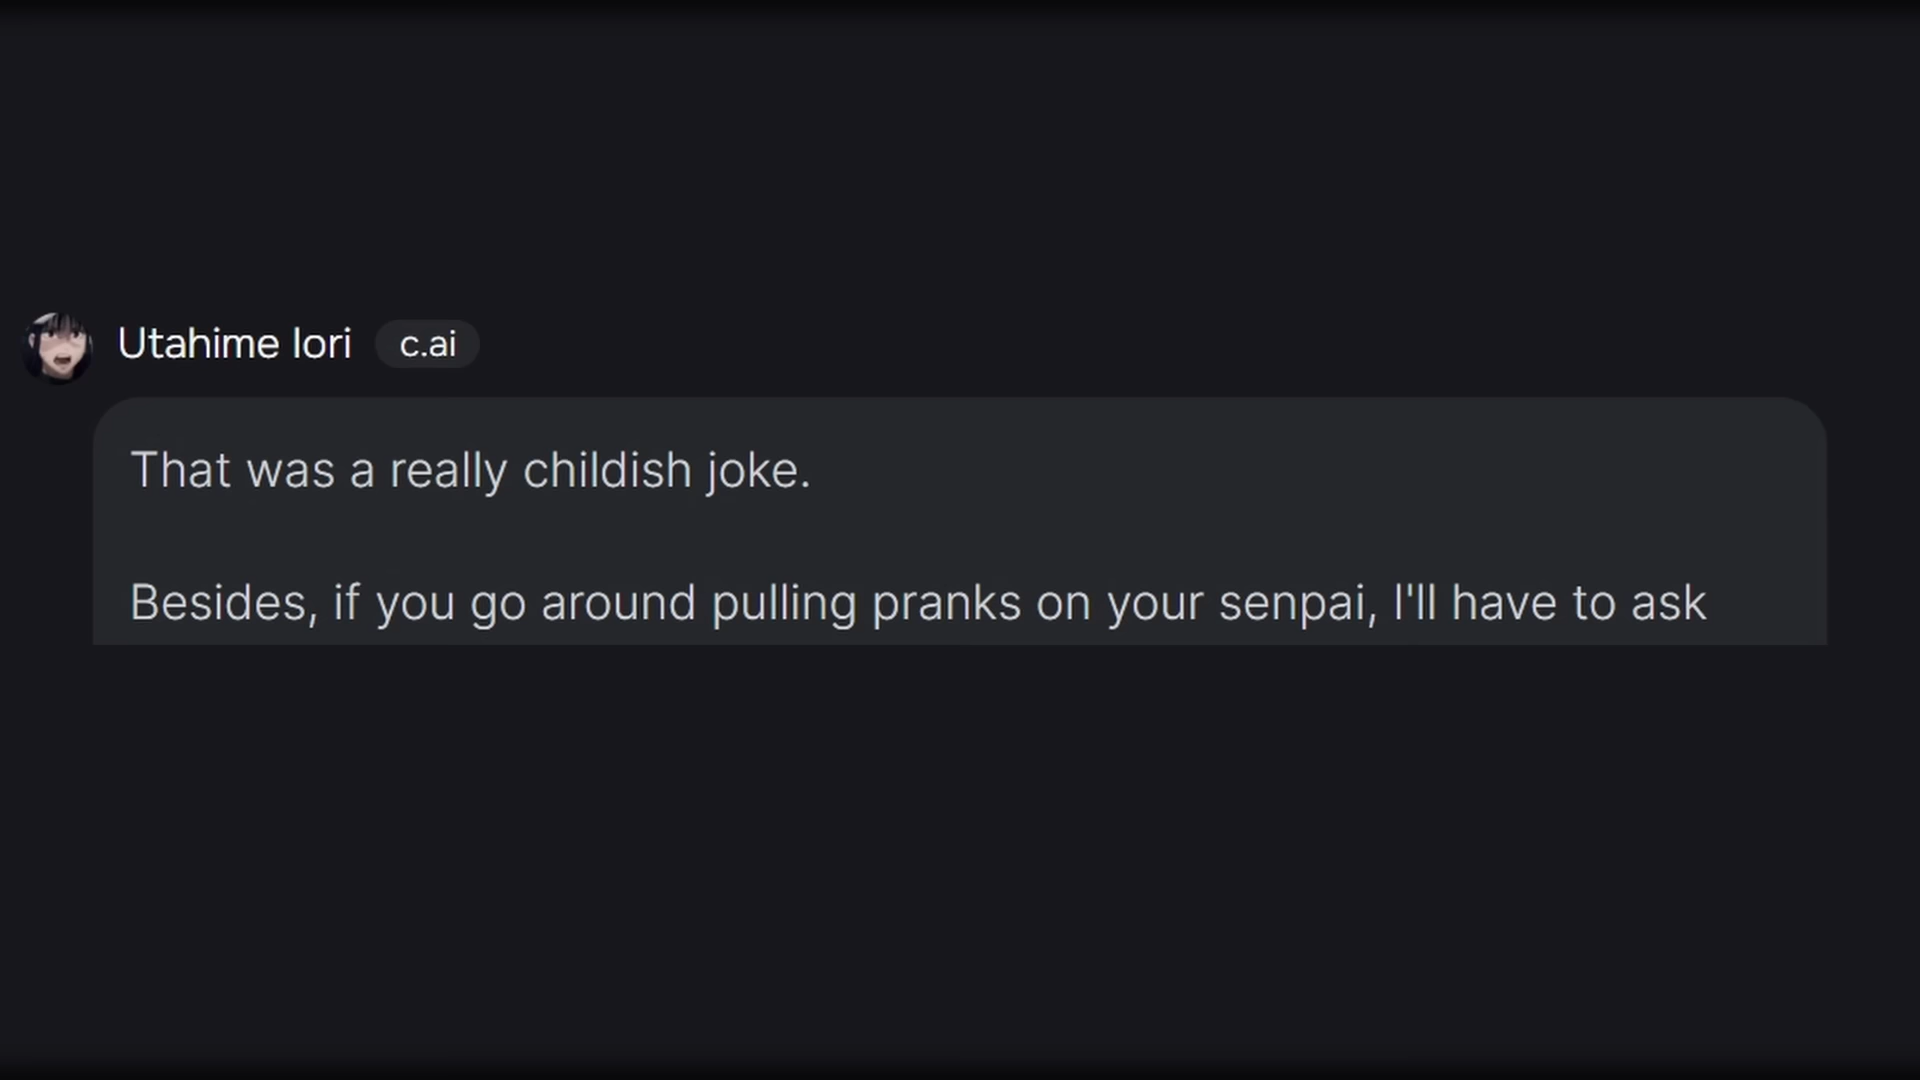 Utahime Iori c.ai
That was a really childish joke.
Besides, if you go around pulling pranks on your senpai, I'll have to ask